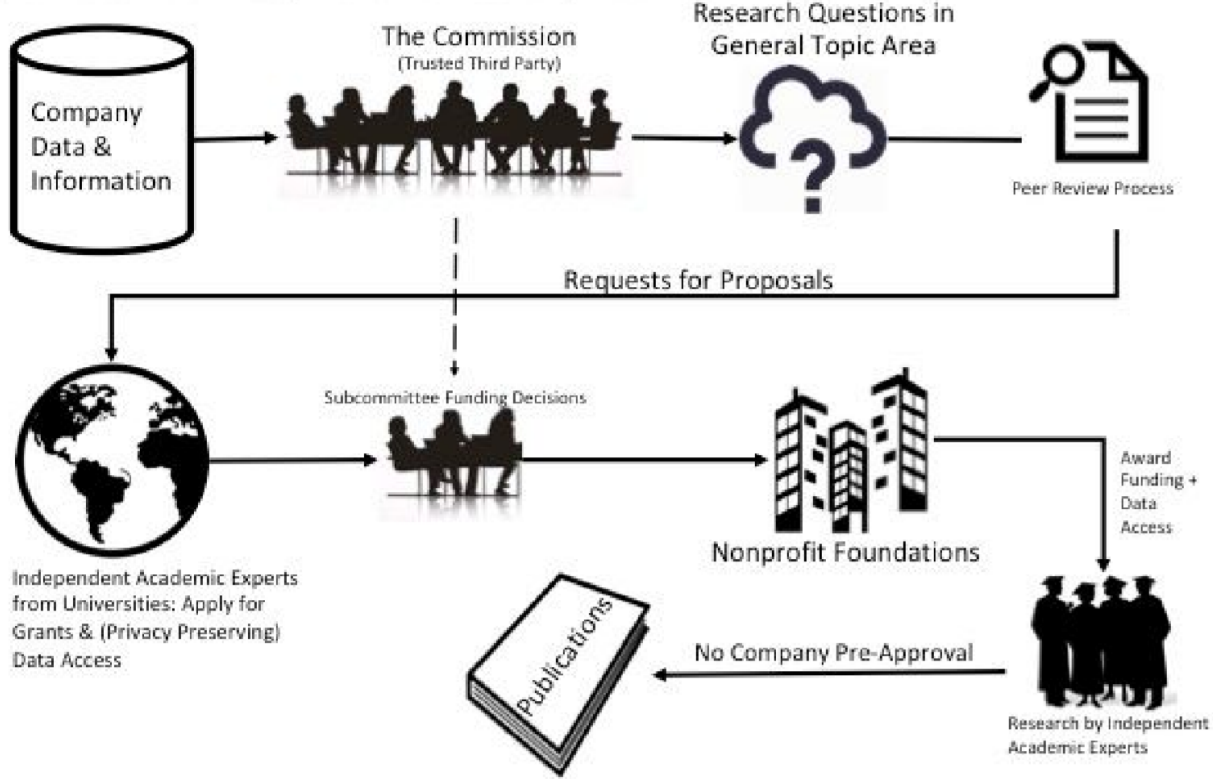 Research Questions in
General Topic Area
The Commission
(Trusted Third Party)
Company
Data &
Information
Peer Review Process
Requests for Proposals
Subcommittee Funding Decisions
Award
Funding +
Data
Access
Nonprofit Foundations
Independent Academic Experts
from Universities: Apply for
Grants & (Privacy Preserving)
Data Access
Publications
No Company Pre-Approval
Research by Independent
Academic Experts